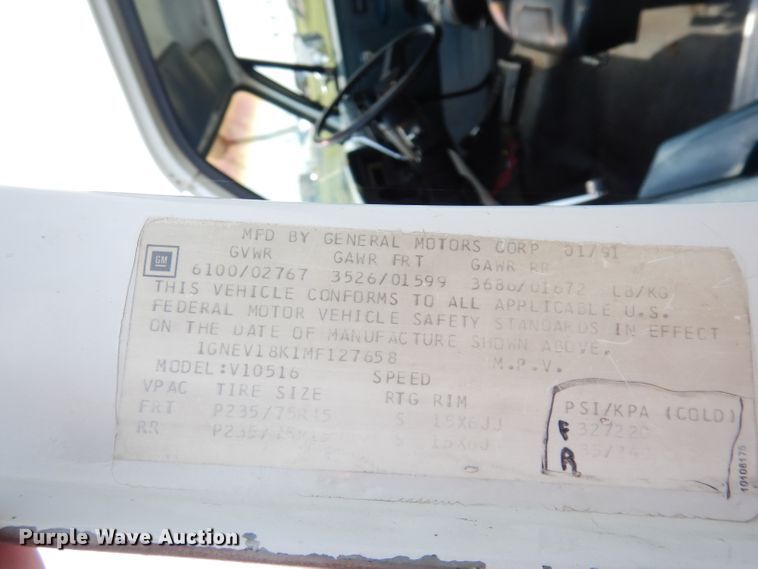 MFD BY GENERAL MOTORS CORP 01/91
GM
GVWR GAWR FRT GAWR RR
6100/02767 3526/01599 3686/01672 LB/KG
THIS VEHICLE CONFORMS TO ALL APPLICABLE U.S.
FEDERAL MOTOR VEHICLE SAFETY STANDARDS IN EFFECT
ON THE DATE OF MANUFACTURE SHOWN ABOVE.
1GNEV18K1MF127658 M.P.V.
MODEL:V10516 SPEED
VPAC TIRE SIZE RTG RIM PSI/KPA (COLD)
FRT P235/75R15 S 15X6JJ F 32/220
RR S R
10106175
Purple Wave Auction